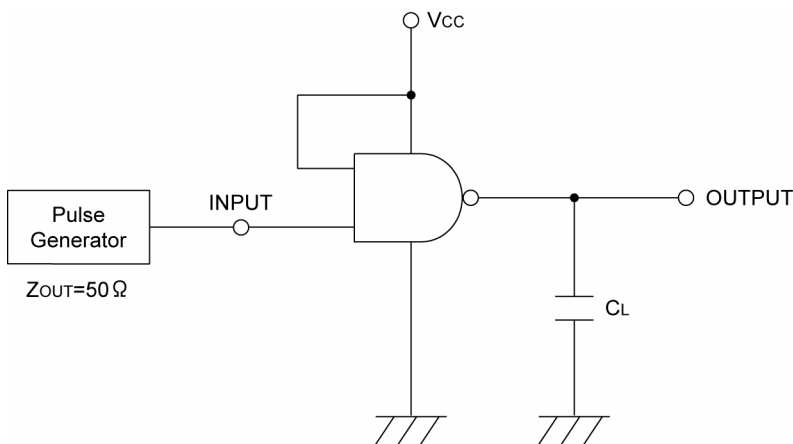 VCC
INPUT
Pulse
Generator
OUTPUT
ZOUT=50Ω
CL